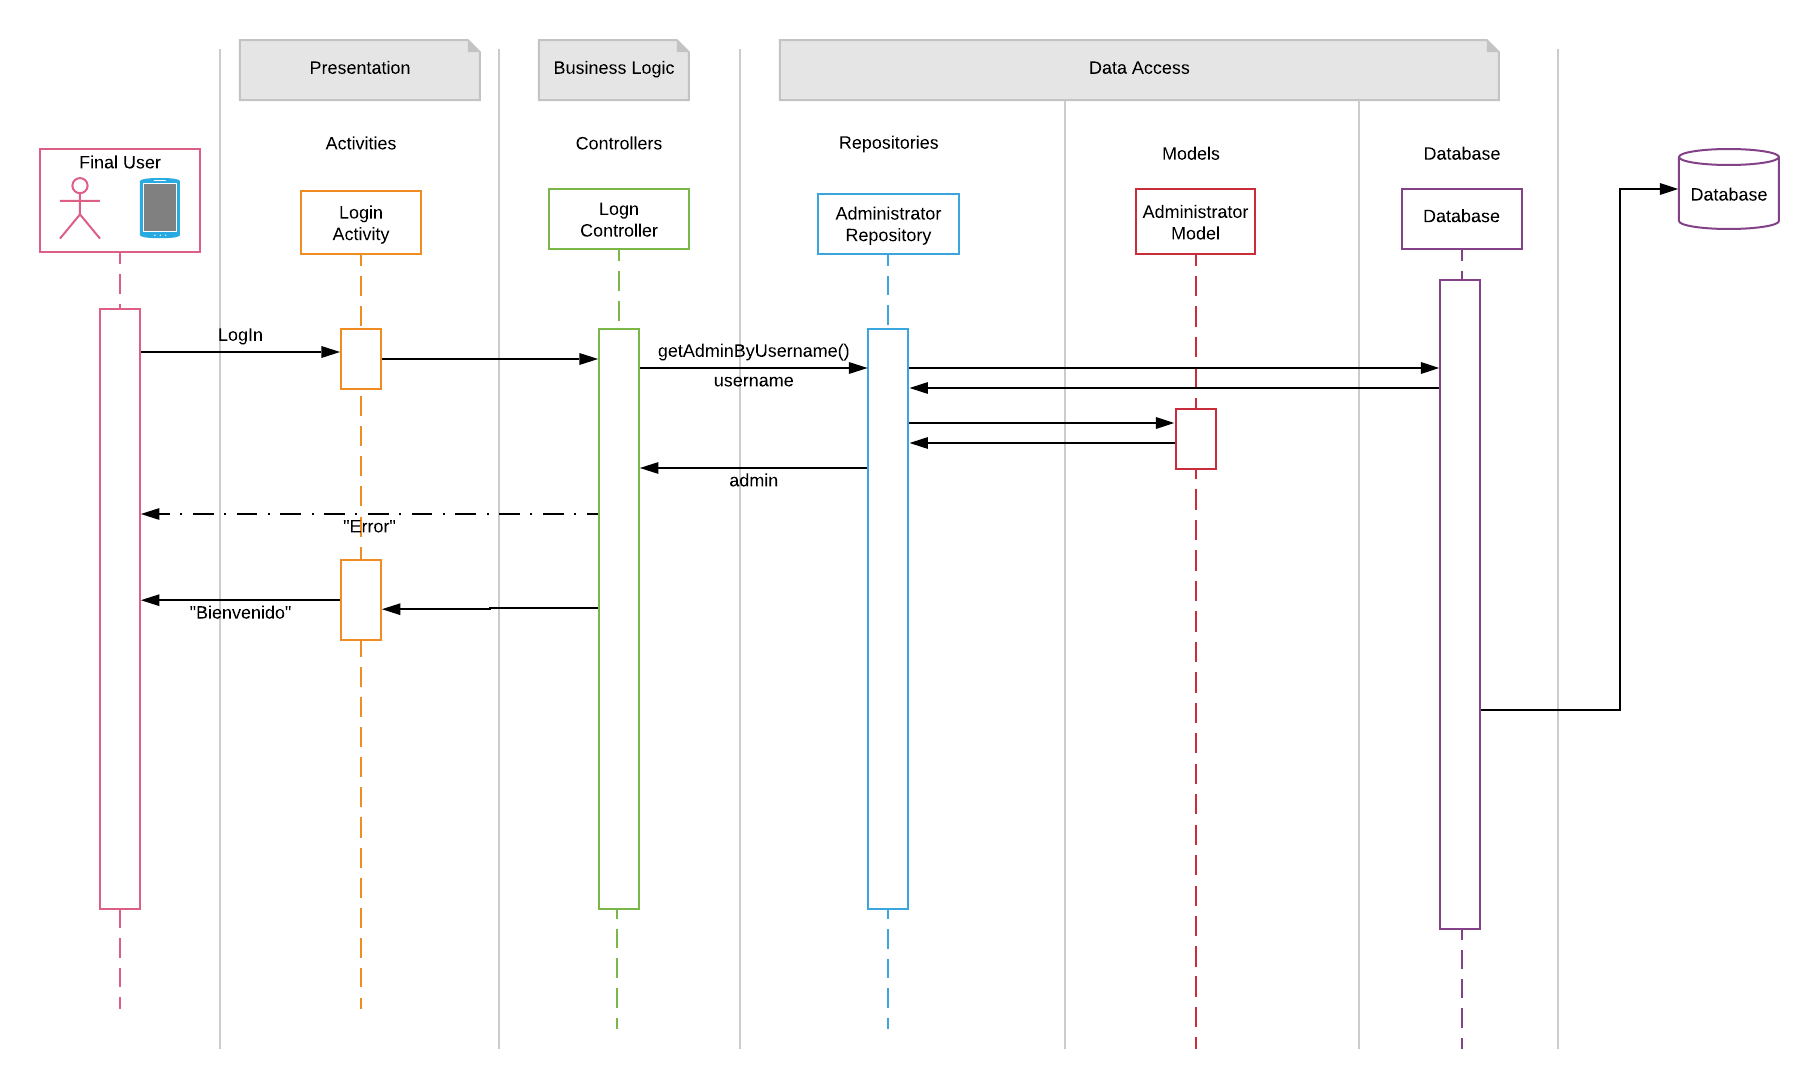 Presentation
Business Logic
Data Access
Activities
Controllers
Repositories
Models
Database
Final User
Login
Activity
Logn
Controller
Administrator
Repository
Administrator
Model
Database
Database
LogIn
getAdminByUsername()
username
admin
"Error"
"Bienvenido"